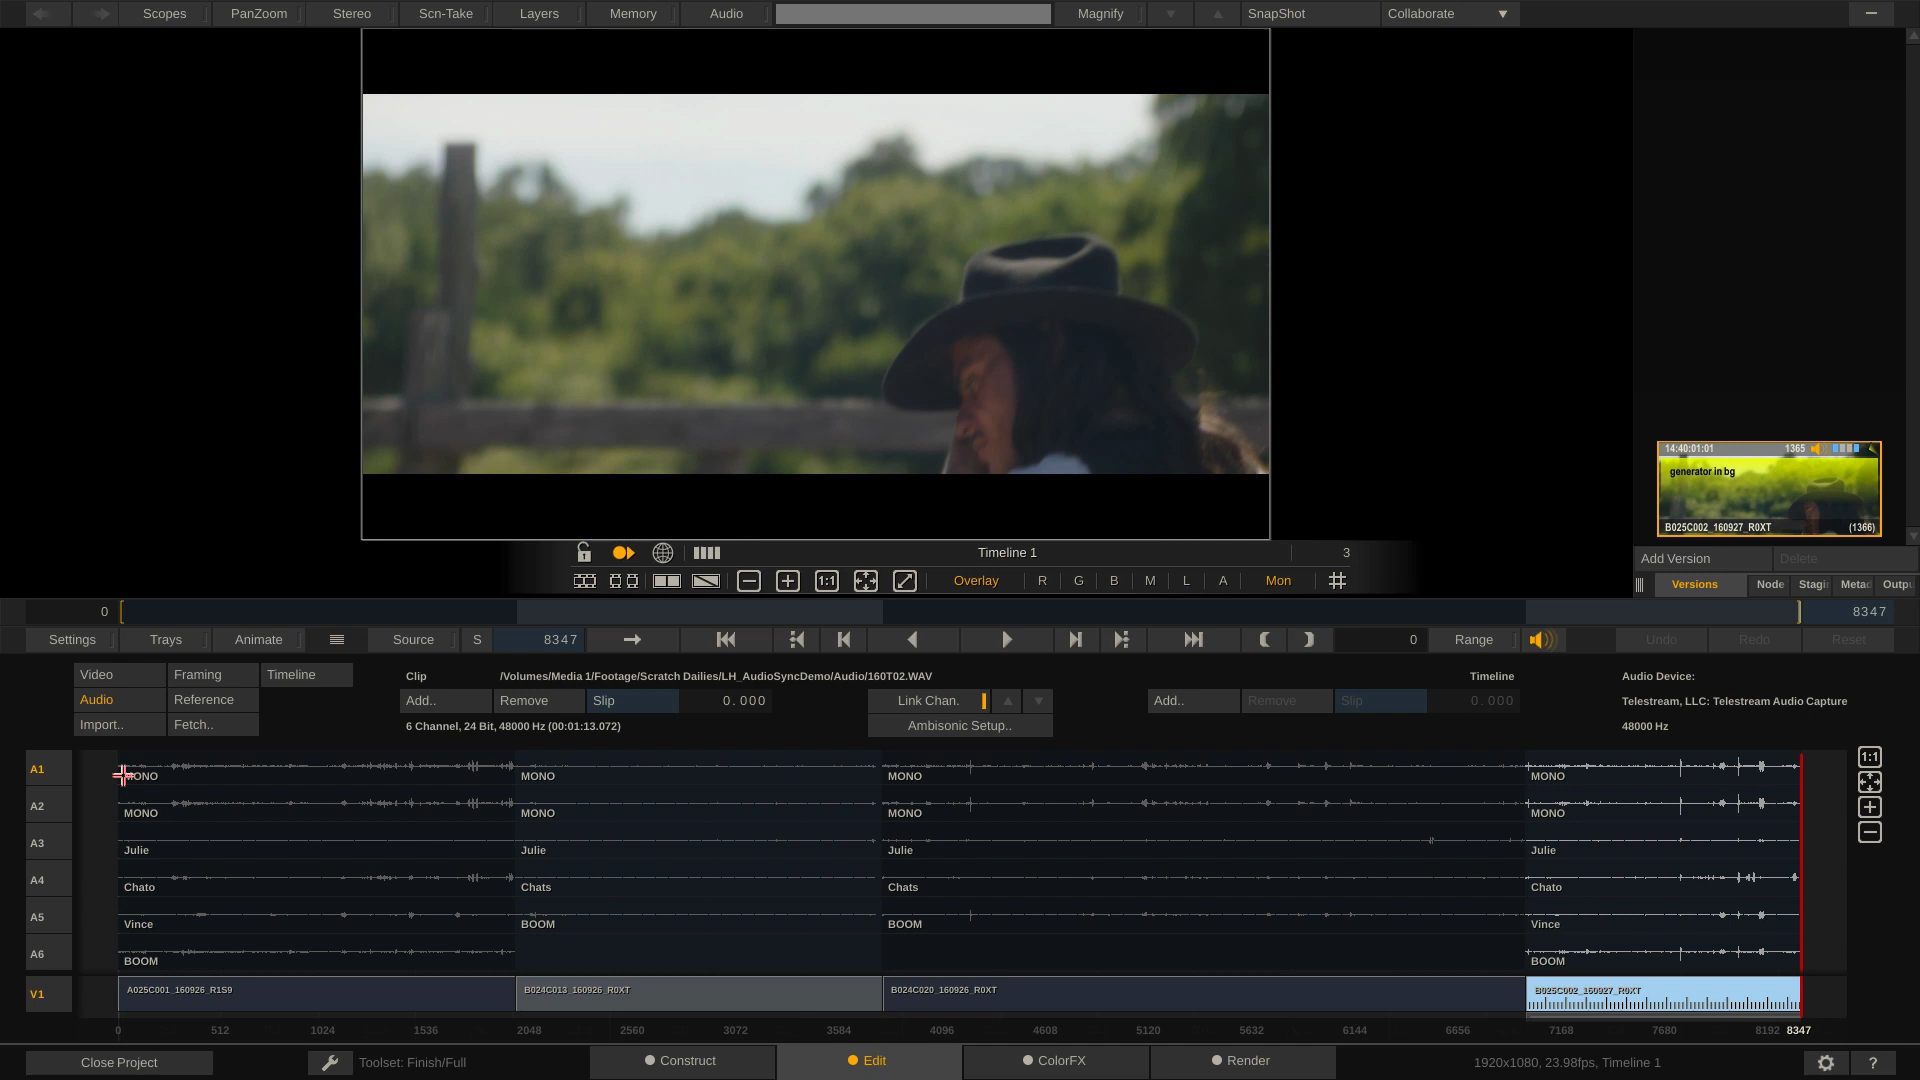 Scopes PanZoom Stereo Scn-Take Layers Memory Audio Magnify SnapShot Collaborate
14:40:01:01 1365
generator in bg
B025C002_160927_R0XT (1366)
Timeline 1 3
Add Version Delete
1:1 Overlay R G B M L A Mon
Versions Node Stagi Meta Outpu
0 8347
Settings Trays Animate Source S 8347 0 Range Undo Redo Reset
Video Framing Timeline
Clip /Volumes/Media 1/Footage/Scratch Dailies/LH_AudioSyncDemo/Audio/160T02.WAV Timeline Audio Device:
Audio Reference Add.. Remove Slip 0.000 Link Chan. Add.. Remove Slip 0.000 Telestream, LLC: Telestream Audio Capture
Import.. Fetch.. 6 Channel, 24 Bit, 48000 Hz (00:01:13.072) Ambisonic Setup.. 48000 Hz
1:1
A1 MONO MONO MONO MONO
A2 MONO MONO MONO MONO
A3 Julie Julie Julie Julie
A4 Chato Chats Chats Chato
A5 Vince BOOM BOOM Vince
A6 BOOM BOOM
V1 A025C001_160926_R1S9 B024C013_160926_R0XT B024C020_160926_R0XT B025C002_160927_R0XT
0 512 1024 1536 2048 2560 3072 3584 4096 4608 5120 5632 6144 6656 7168 7680 8192 8347
Close Project Toolset: Finish/Full Construct Edit ColorFX Render 1920x1080, 23.98fps, Timeline 1 ?